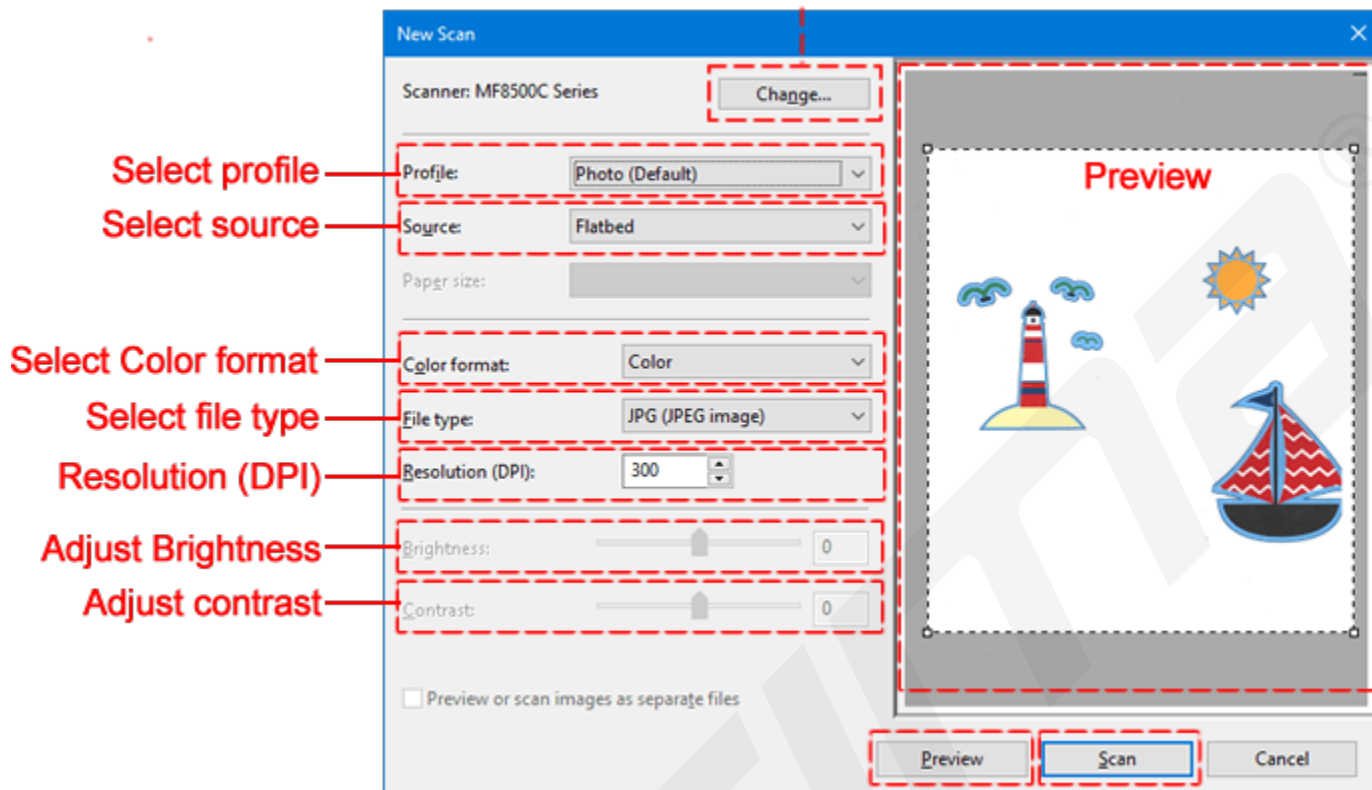 New Scan
Scanner: MF8500C Series
Change...
Select profile
Profile:
Photo (Default)
Preview
Select source
Source:
Flatbed
Paper size:
Select Color format
Color format:
Color
Select file type
File type:
JPG (JPEG image)
Resolution (DPI)
Resolution (DPI):
300
Adjust Brightness
Brightness:
0
Adjust contrast
Contrast:
0
Preview or scan images as separate files
Preview
Scan
Cancel